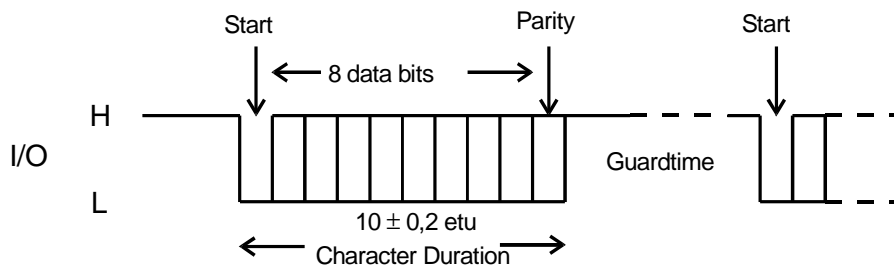 Start
Parity
Start
8 data bits
H
I/O
Guardtime
L
10 ± 0,2 etu
Character Duration